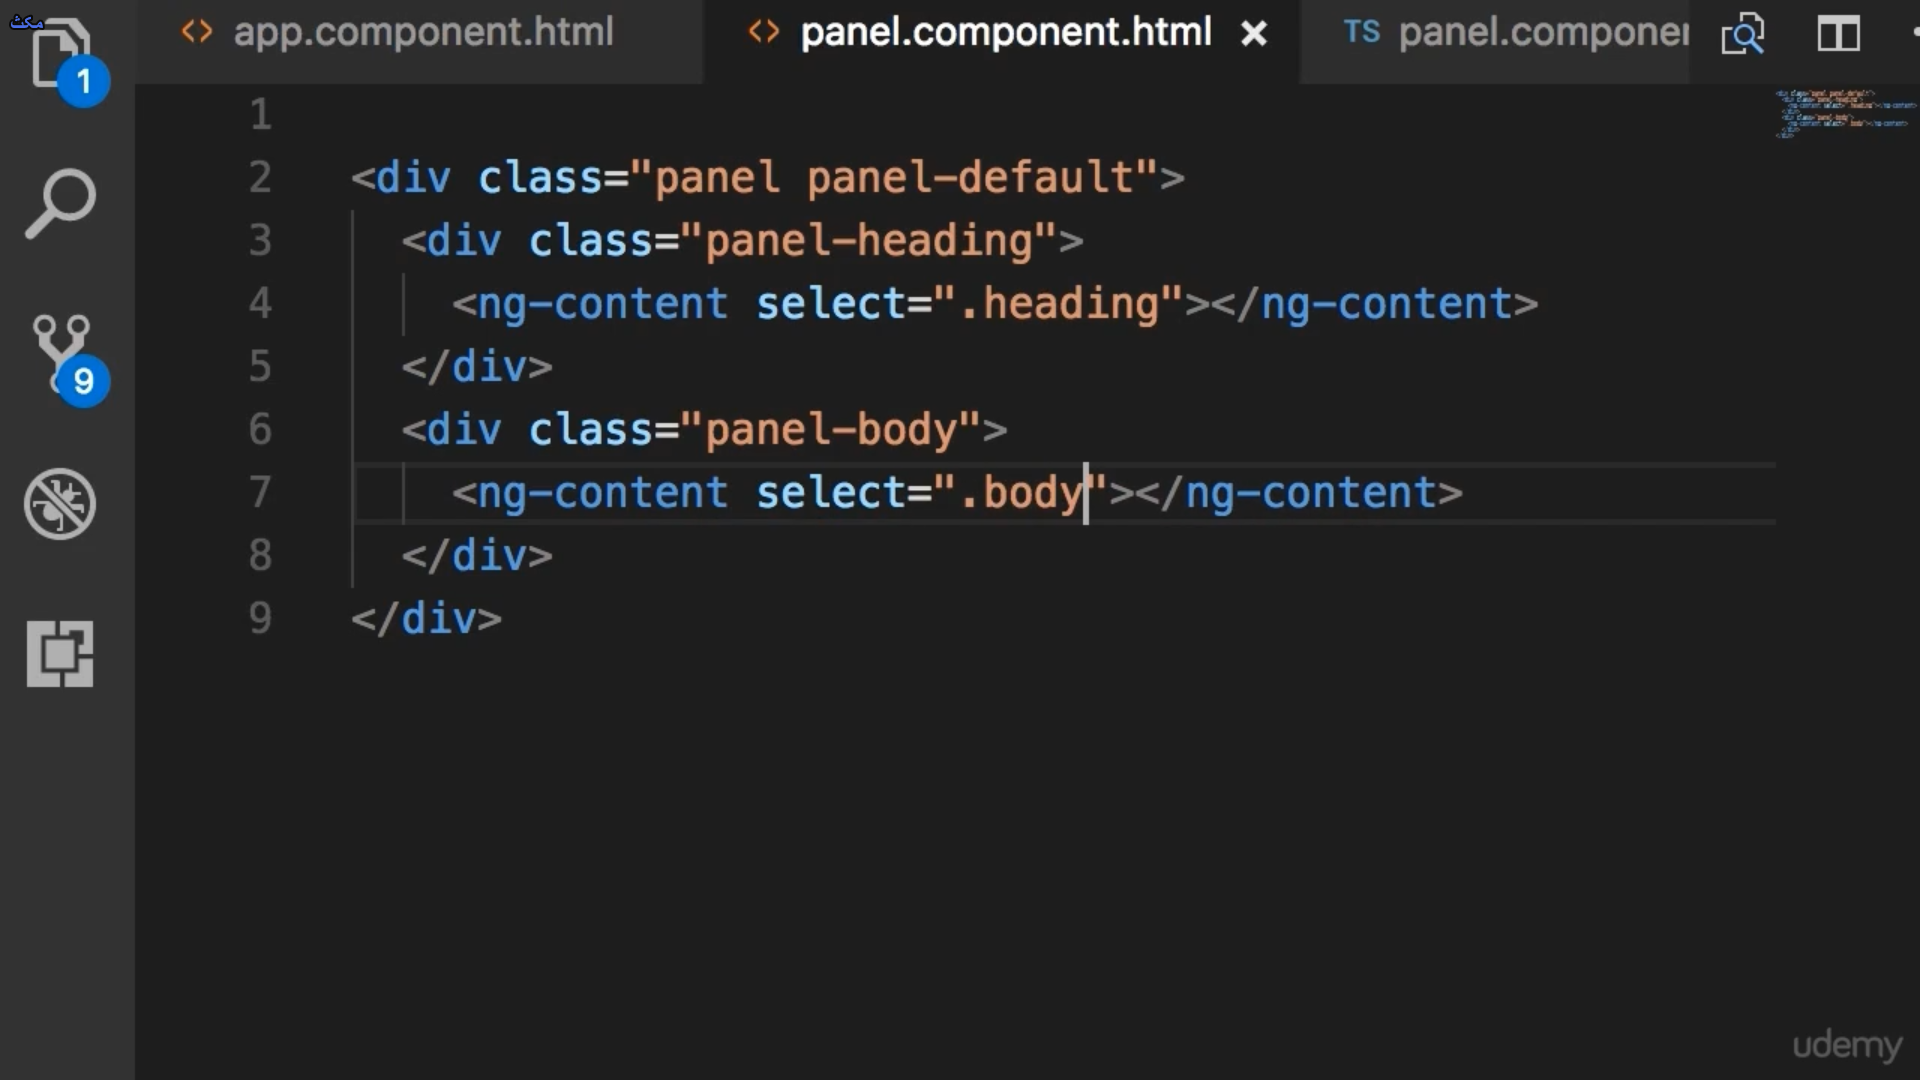 مكث
1
app.component.html
panel.component.html
TS panel.componen
1
2 <div class="panel panel-default">
3 <div class="panel-heading">
4 <ng-content select=".heading"></ng-content>
5 </div>
6 <div class="panel-body">
7 <ng-content select=".body"></ng-content>
8 </div>
9 </div>
9
udemy